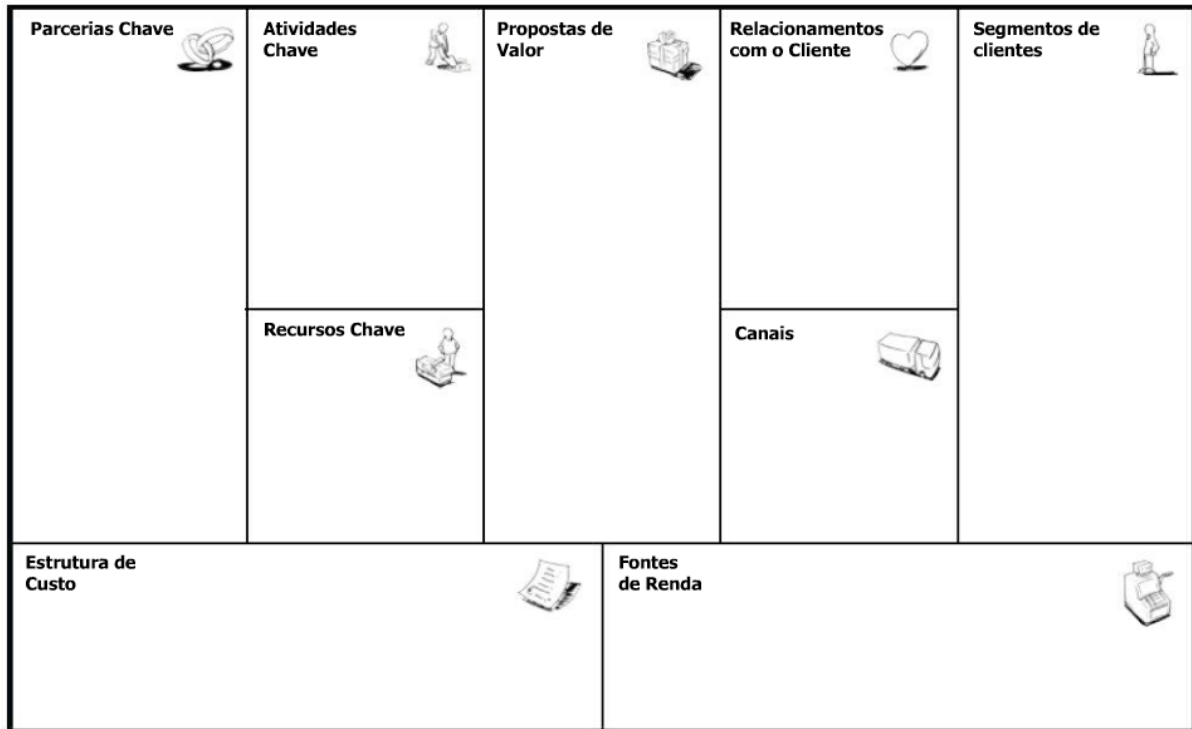 Parcerias Chave
Atividades
Chave
Propostas de
Valor
Relacionamentos
com o Cliente
Segmentos de
clientes
Recursos Chave
Canais
Estrutura de
Custo
Fontes
de Renda